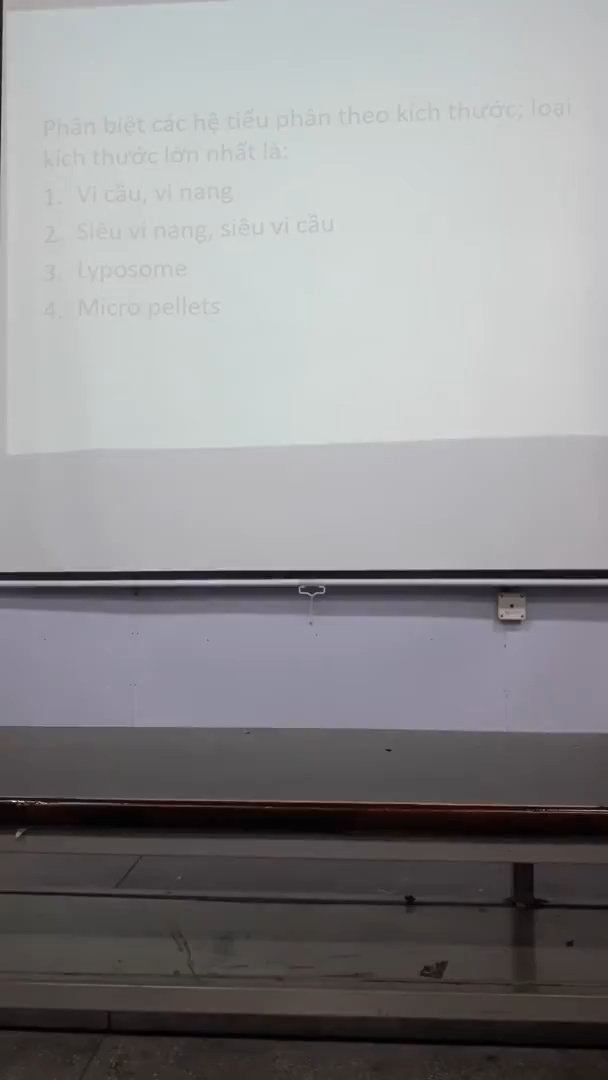 Phân biệt các hệ tiểu phân theo kích thước; loại
kích thước lớn nhất là:
1. Vi cầu, vi nang
2. Siêu vi nang, siêu vi cầu
3. Lyposome
4. Micro pellets